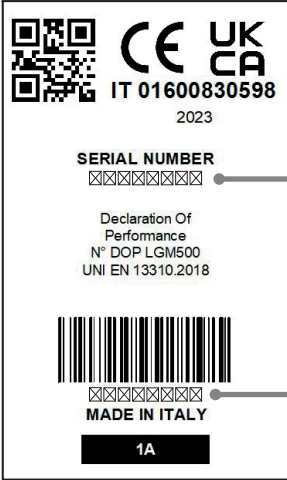 CE UK
CA
IT 01600830598
2023
SERIAL NUMBER
☒☒☒☒☒☒☒☒
Declaration Of
Performance
N° DOP LGM500
UNI EN 13310.2018
☒☒☒☒☒☒☒☒
MADE IN ITALY
1A